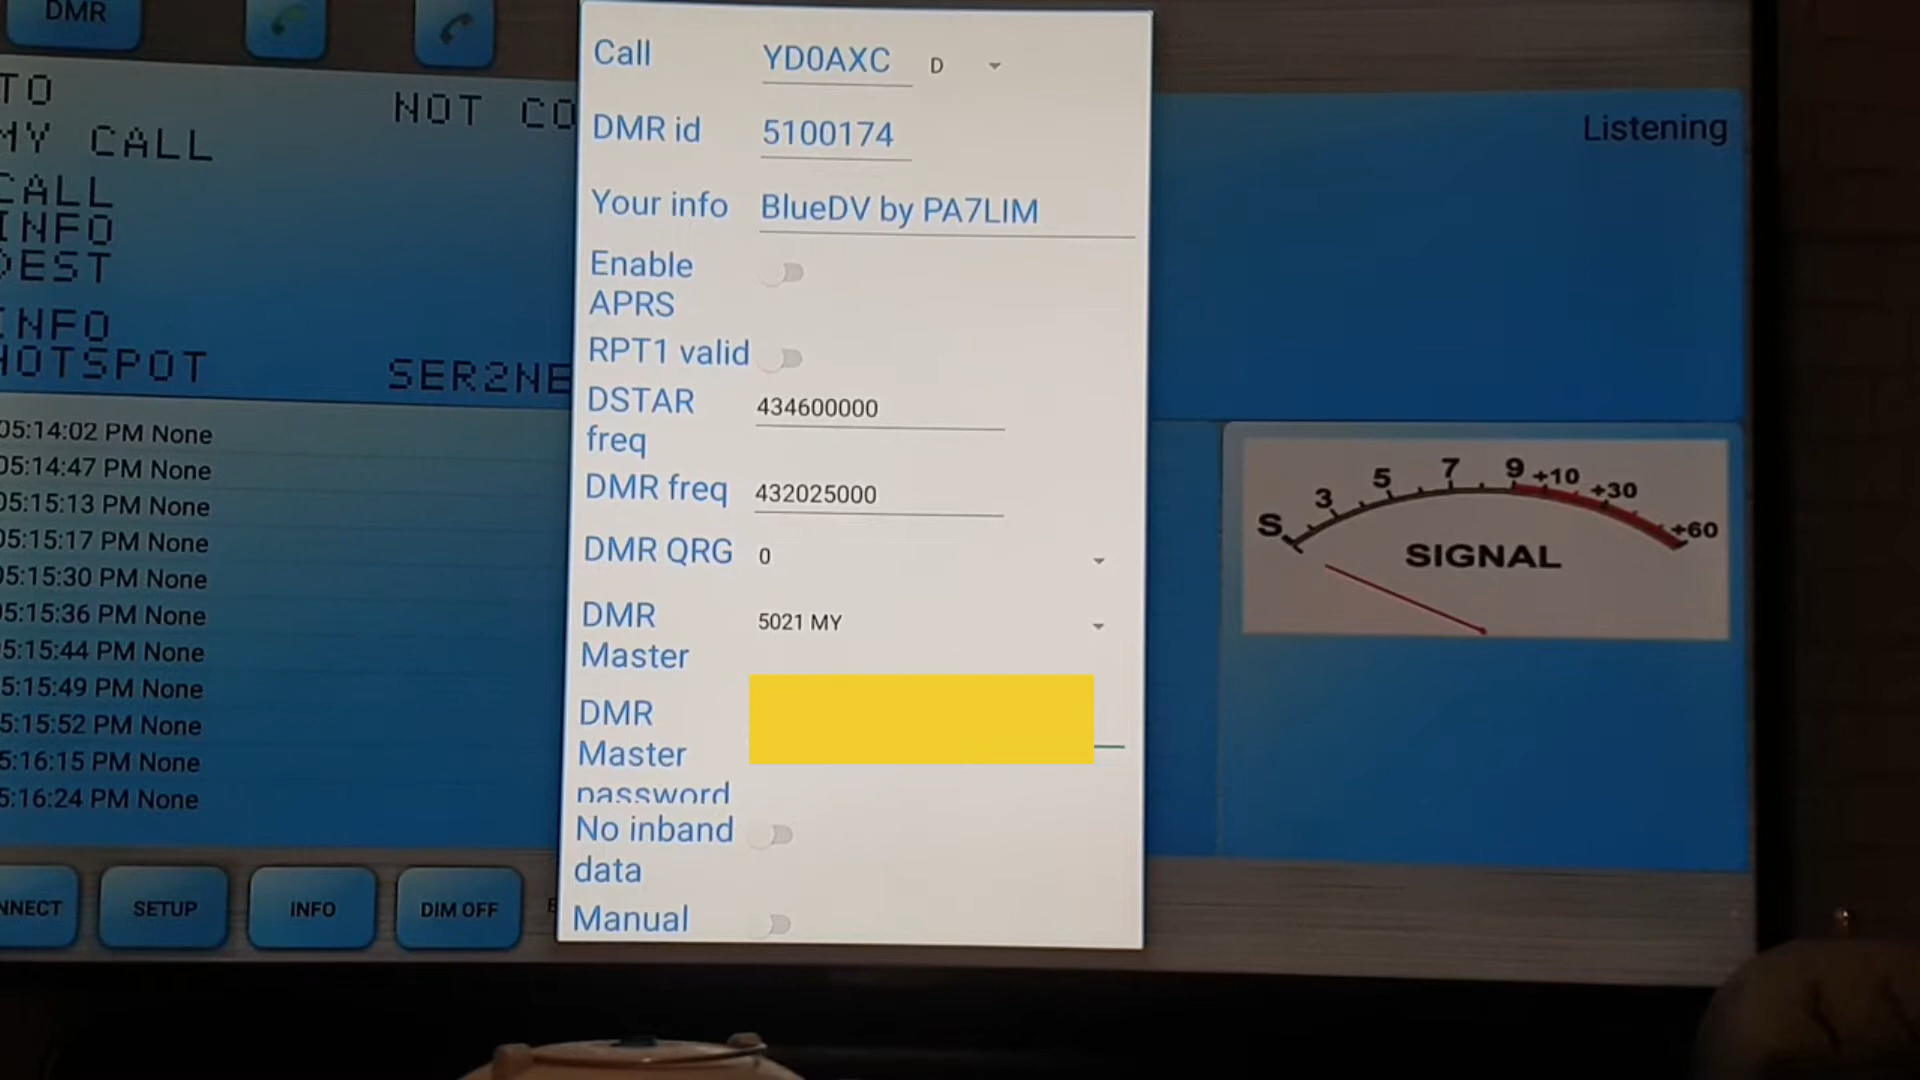 DMR
TO
NOT CO
MY CALL
CALL
INFO
DEST
INFO
HOTSPOT
SER2NE
05:14:02 PM None
05:14:47 PM None
05:15:13 PM None
05:15:17 PM None
05:15:30 PM None
05:15:36 PM None
5:15:44 PM None
5:15:49 PM None
5:15:52 PM None
5:16:15 PM None
5:16:24 PM None
NNECT
SETUP
INFO
DIM OFF
Call YD0AXC D
DMR id 5100174
Your info BlueDV by PA7LIM
Enable
APRS
RPT1 valid
DSTAR 434600000
freq
DMR freq 432025000
DMR QRG 0
DMR 5021 MY
Master
DMR
Master
password
No inband
data
Manual
Listening
S 3 5 7 9 +10 +30 +60
SIGNAL